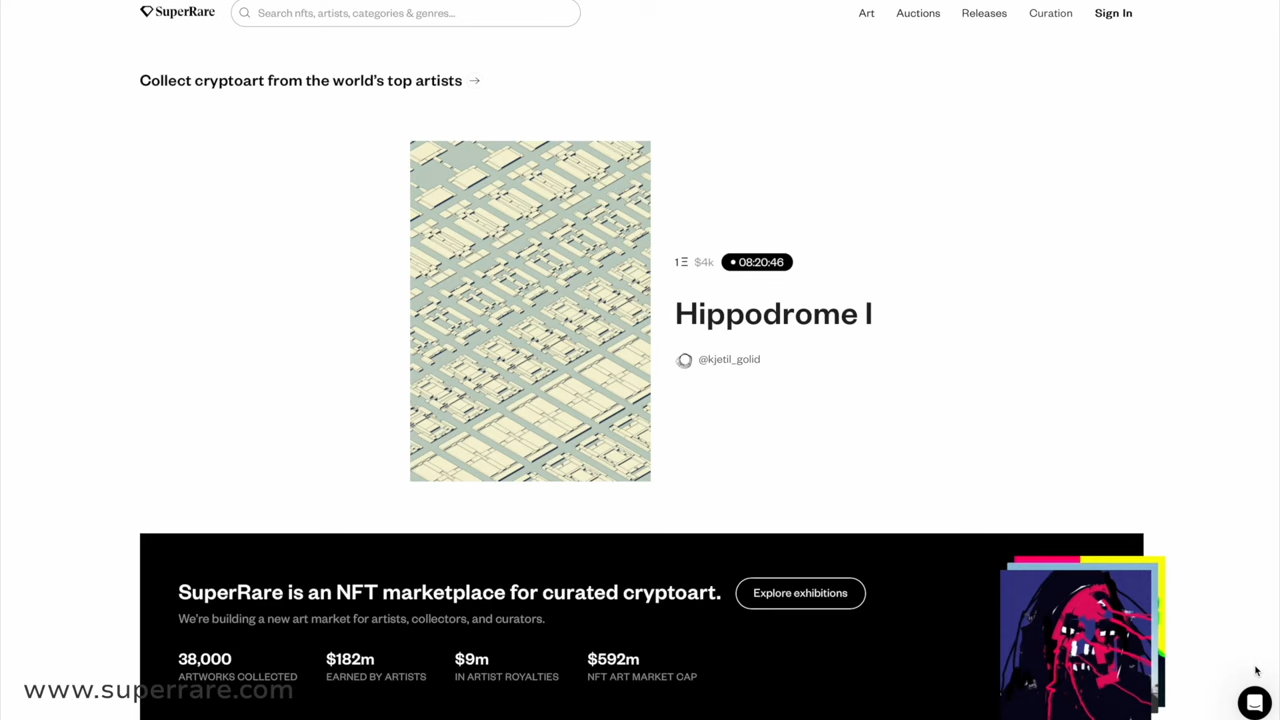 SuperRare
Search nfts, artists, categories & genres...
Art Auctions Releases Curation Sign In
Collect cryptoart from the world's top artists →
1Ξ $4k 08:20:46
Hippodrome I
@kjetil_golid
SuperRare is an NFT marketplace for curated cryptoart.
Explore exhibitions
We're building a new art market for artists, collectors, and curators.
38,000 $182m $9m $592m
ARTWORKS COLLECTED EARNED BY ARTISTS IN ARTIST ROYALTIES NFT ART MARKET CAP
www.superrare.com